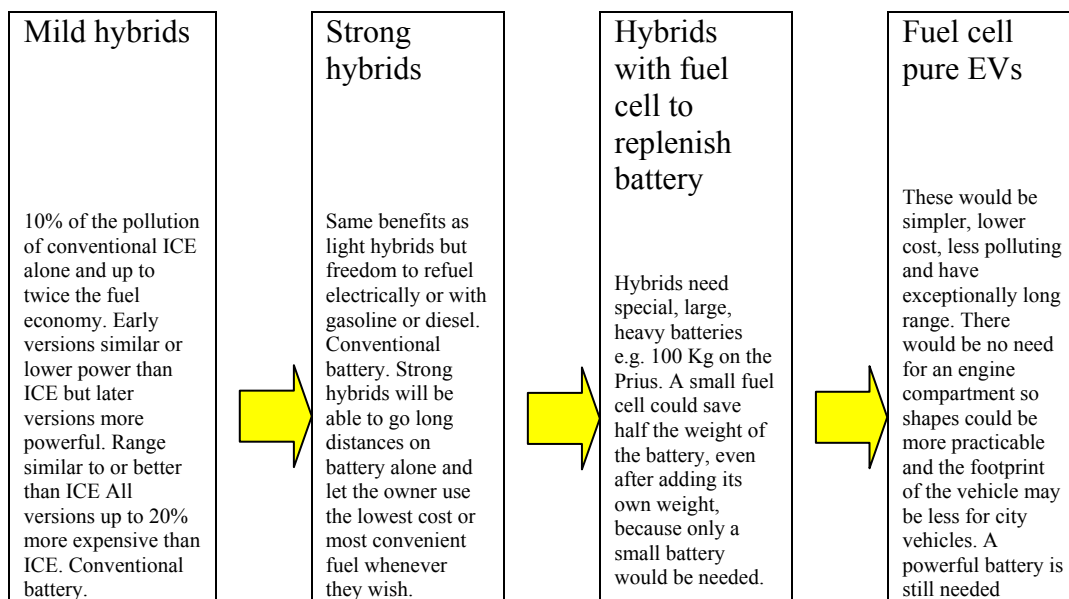 Mild hybrids
10% of the pollution
of conventional ICE
alone and up to
twice the fuel
economy. Early
versions similar or
lower power than
ICE but later
versions more
powerful. Range
similar to or better
than ICE All
versions up to 20%
more expensive than
ICE. Conventional
battery.
Strong
hybrids
Same benefits as
light hybrids but
freedom to refuel
electrically or with
gasoline or diesel.
Conventional
battery. Strong
hybrids will be
able to go long
distances on
battery alone and
let the owner use
the lowest cost or
most convenient
fuel whenever
they wish.
Hybrids
with fuel
cell to
replenish
battery
Hybrids need
special, large,
heavy batteries
e.g. 100 Kg on the
Prius. A small fuel
cell could save
half the weight of
the battery, even
after adding its
own weight,
because only a
small battery
would be needed.
Fuel cell
pure EVs
These would be
simpler, lower
cost, less polluting
and have
exceptionally long
range. There
would be no need
for an engine
compartment so
shapes could be
more practicable
and the footprint
of the vehicle may
be less for city
vehicles. A
powerful battery is
still needed